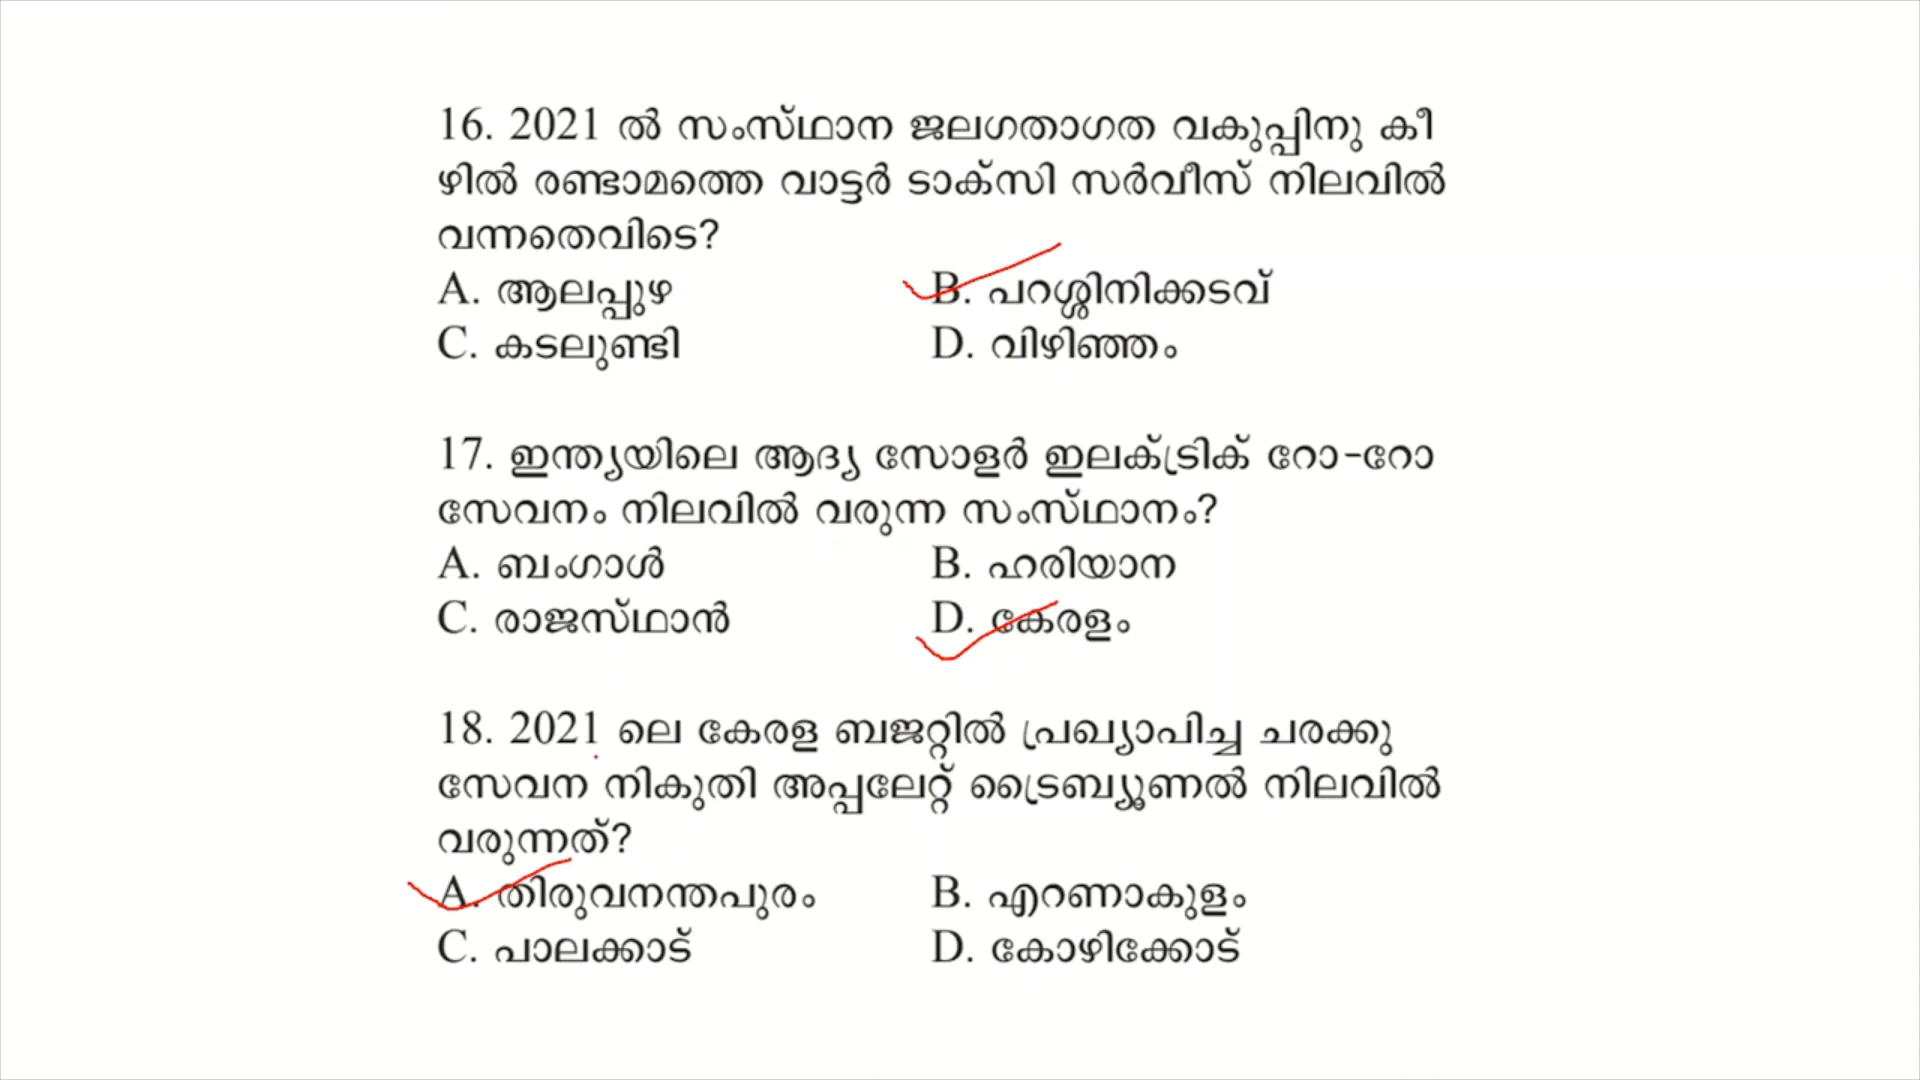 16. 2021 ൽ സംസ്ഥാന ജലഗതാഗത വകുപ്പിനു കീ
ഴിൽ രണ്ടാമത്തെ വാട്ടർ ടാക്സി സർവീസ് നിലവിൽ
വന്നതെവിടെ?
A. ആലപ്പുഴ B. പറശ്ശിനിക്കടവ്
C. കടലുണ്ടി D. വിഴിഞ്ഞം
17. ഇന്ത്യയിലെ ആദ്യ സോളർ ഇലക്ട്രിക് റോ-റോ
സേവനം നിലവിൽ വരുന്ന സംസ്ഥാനം?
A. ബംഗാൾ B. ഹരിയാന
C. രാജസ്ഥാൻ D. കേരളം
18. 2021 ലെ കേരള ബജറ്റിൽ പ്രഖ്യാപിച്ച ചരക്കു
സേവന നികുതി അപ്പലേറ്റ് ട്രൈബ്യൂണൽ നിലവിൽ
വരുന്നത്?
A. തിരുവനന്തപുരം B. എറണാകുളം
C. പാലക്കാട് D. കോഴിക്കോട്